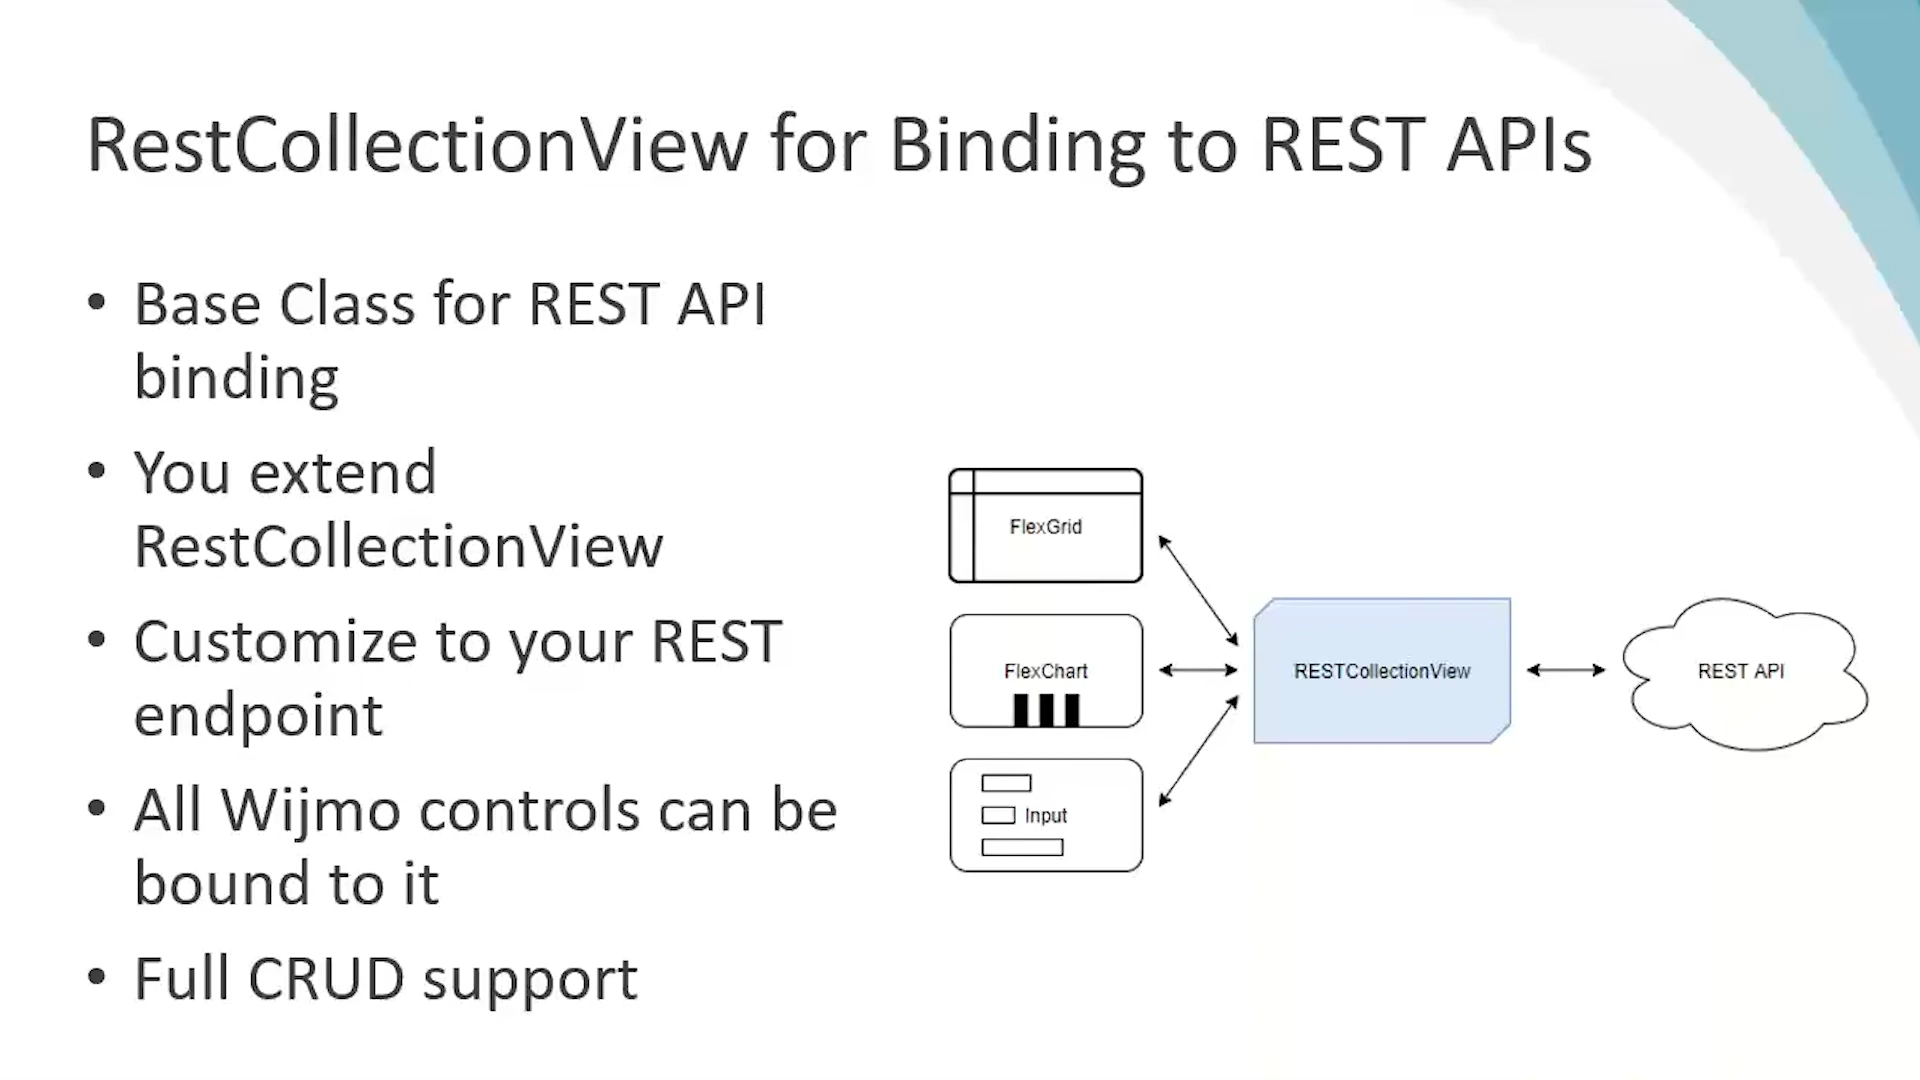 RestCollectionView for Binding to REST APIs
• Base Class for REST API
binding
• You extend
RestCollectionView
• Customize to your REST
endpoint
• All Wijmo controls can be
bound to it
• Full CRUD support
FlexGrid
FlexChart
Input
RESTCollectionView
REST API